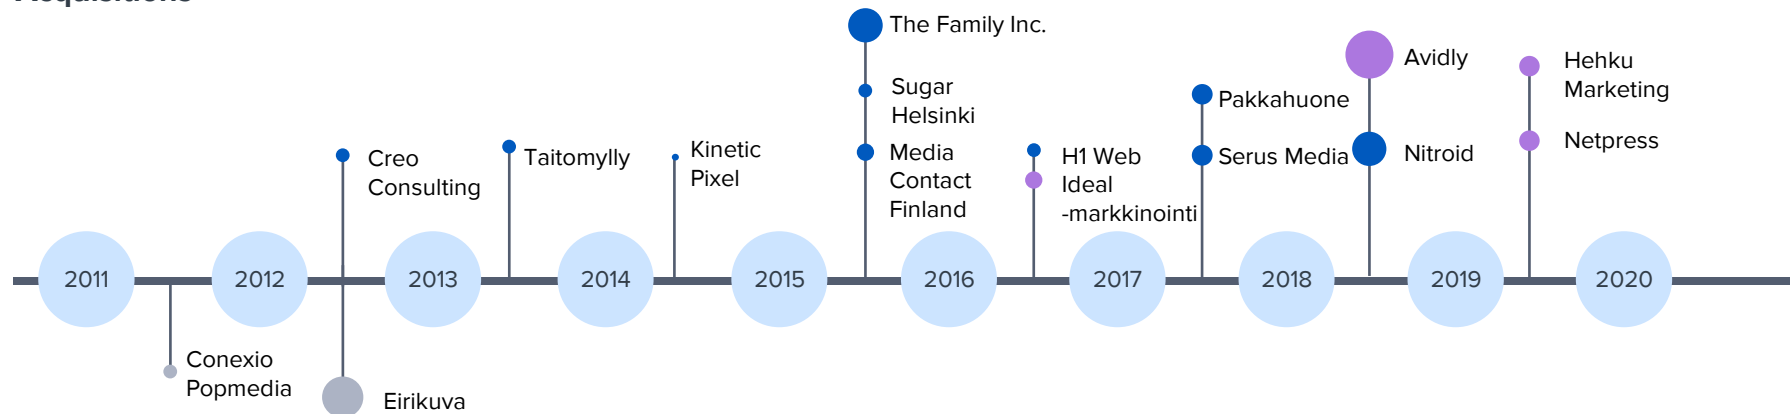 Acquisitions
The Family Inc.
Sugar
Helsinki
Media
Contact
Finland
Avidly
Nitroid
Hehku
Marketing
Netpress
Pakkahuone
Serus Media
Creo
Consulting
Taitomylly
Kinetic
Pixel
H1 Web
Ideal
-markkinointi
2011
2012
2013
2014
2015
2016
2017
2018
2019
2020
Conexio
Popmedia
Eirikuva